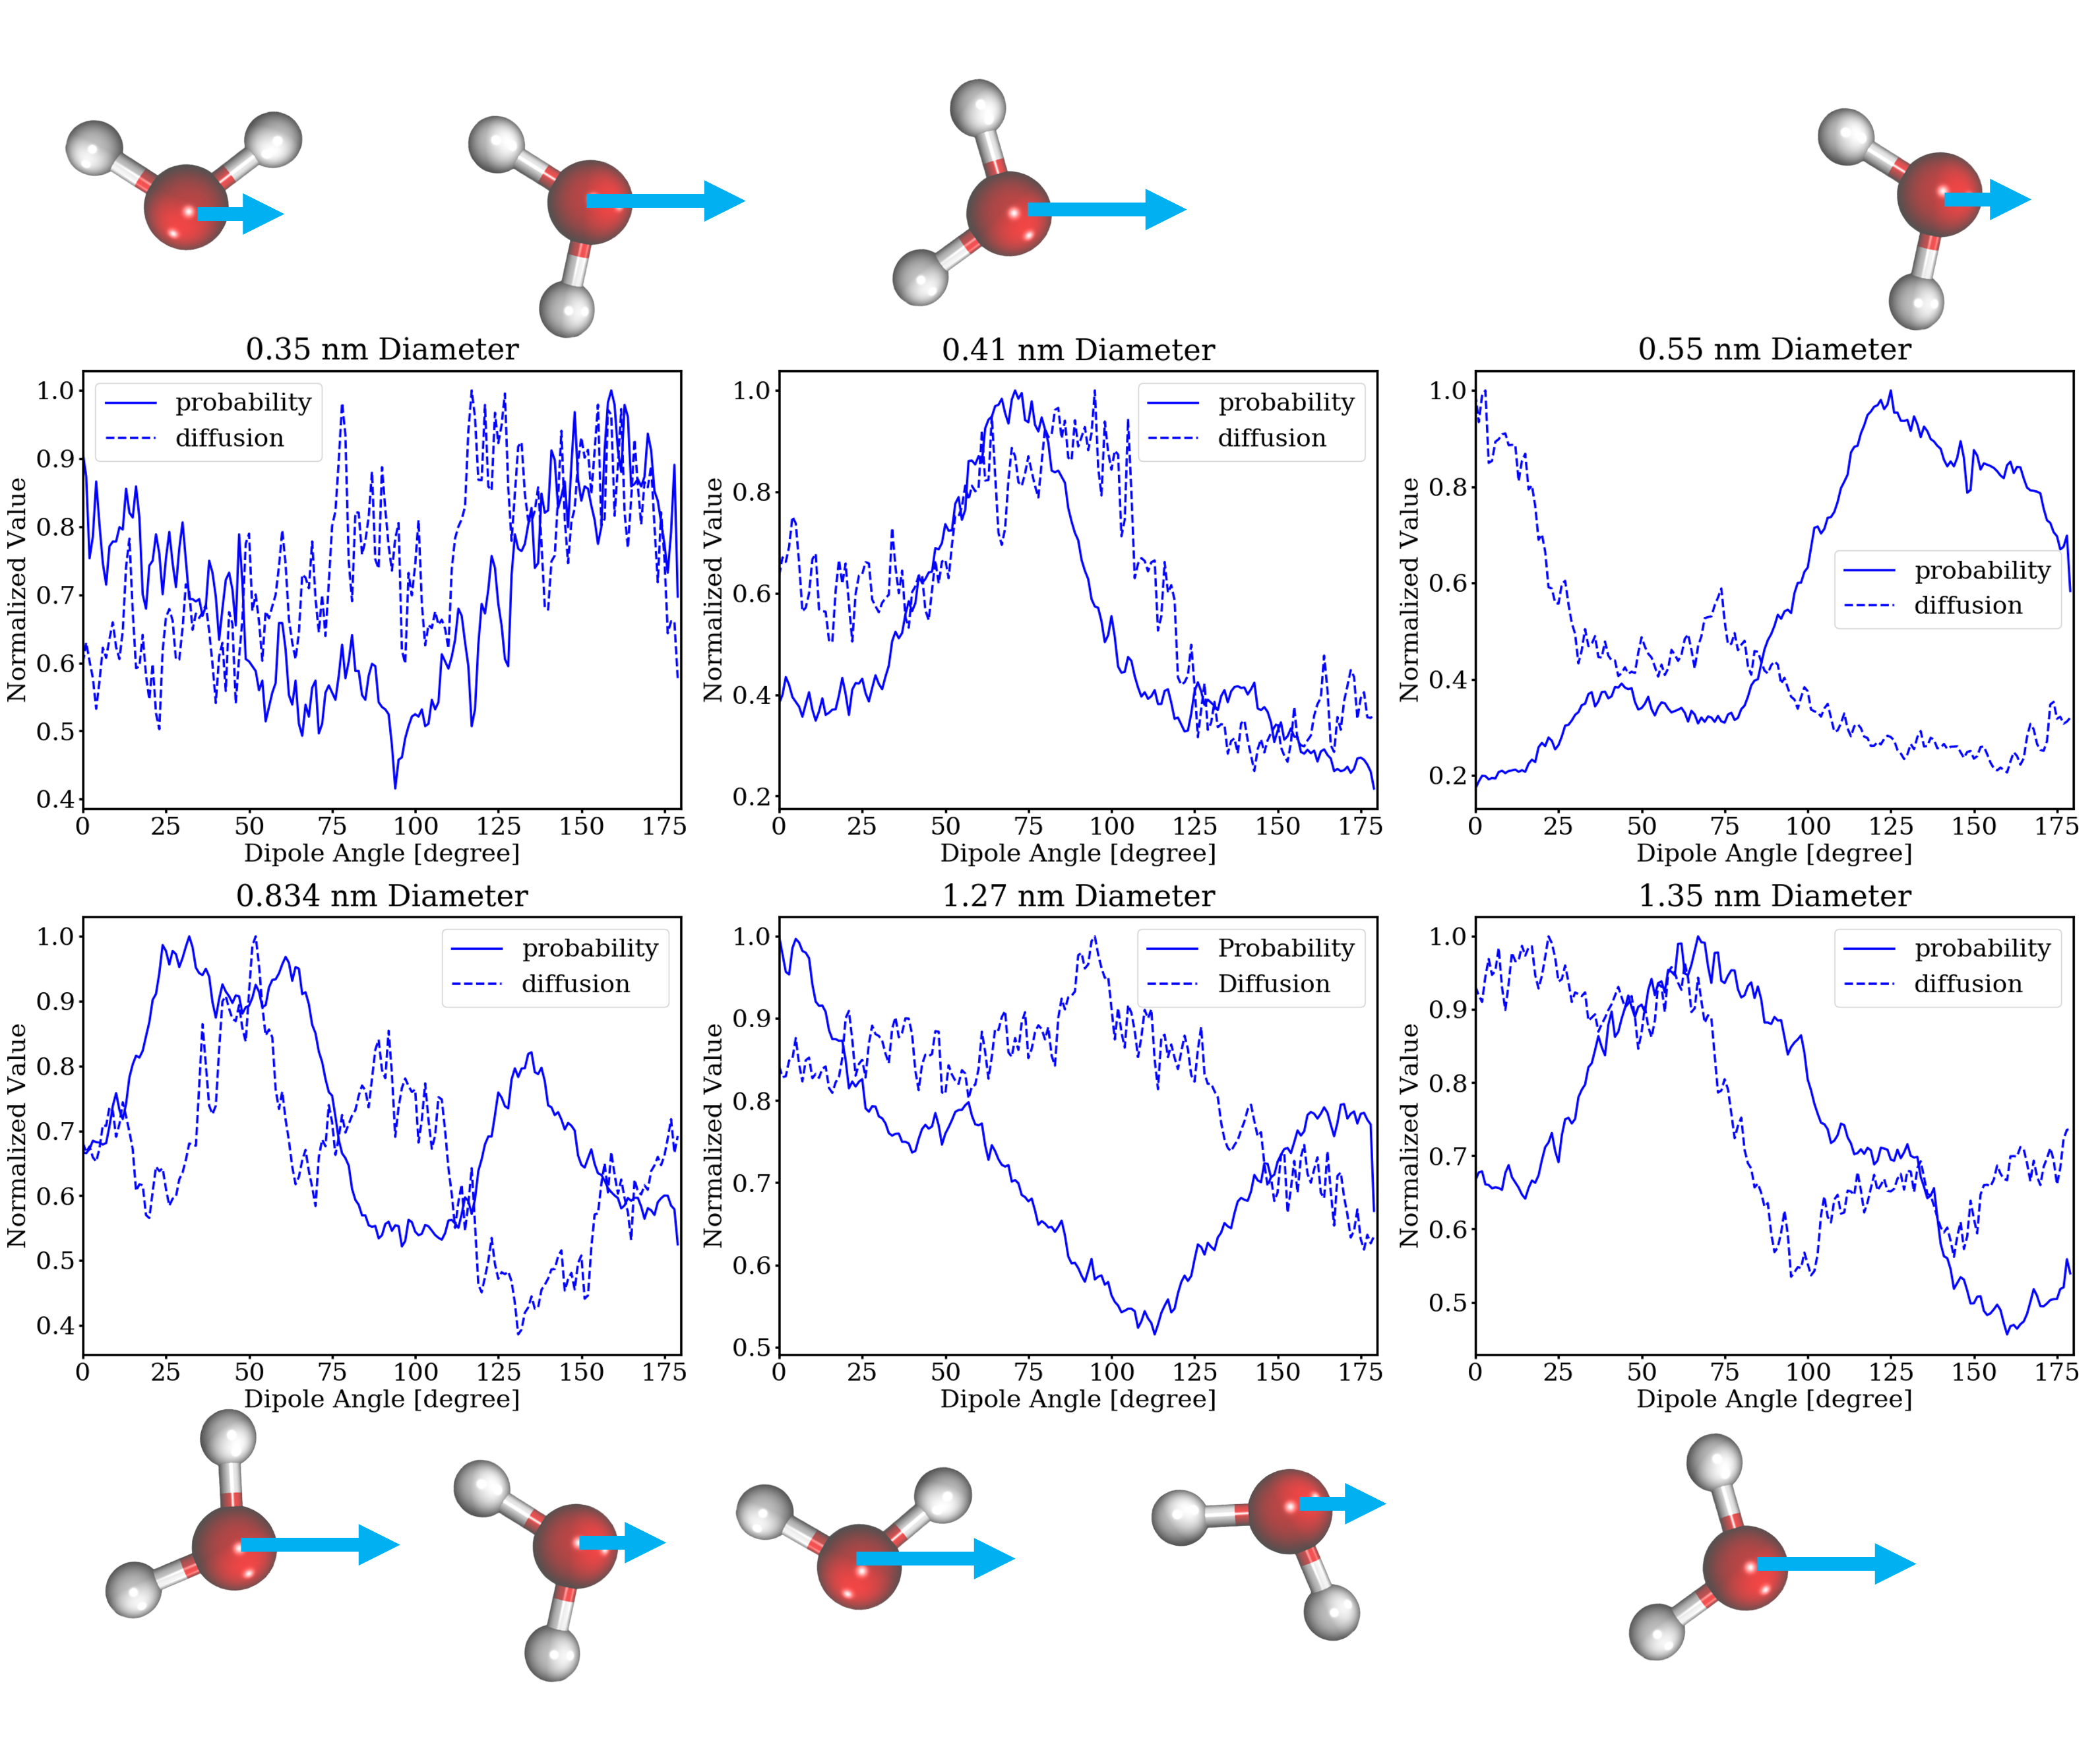 0.35 nm Diameter
1.0
0.9
0.8
0.7
0.6
0.5
0.4
Normalized Value
probability
diffusion
0 25 50 75 100 125 150 175
Dipole Angle [degree]
0.41 nm Diameter
1.0
0.8
0.6
0.4
0.2
Normalized Value
probability
diffusion
0 25 50 75 100 125 150 175
Dipole Angle [degree]
0.55 nm Diameter
1.0
0.8
0.6
0.4
0.2
Normalized Value
probability
diffusion
0 25 50 75 100 125 150 175
Dipole Angle [degree]
0.834 nm Diameter
1.0
0.9
0.8
0.7
0.6
0.5
0.4
Normalized Value
probability
diffusion
0 25 50 75 100 125 150 175
Dipole Angle [degree]
1.27 nm Diameter
1.0
0.9
0.8
0.7
0.6
0.5
Normalized Value
Probability
Diffusion
0 25 50 75 100 125 150 175
Dipole Angle [degree]
1.35 nm Diameter
1.0
0.9
0.8
0.7
0.6
0.5
Normalized Value
probability
diffusion
0 25 50 75 100 125 150 175
Dipole Angle [degree]